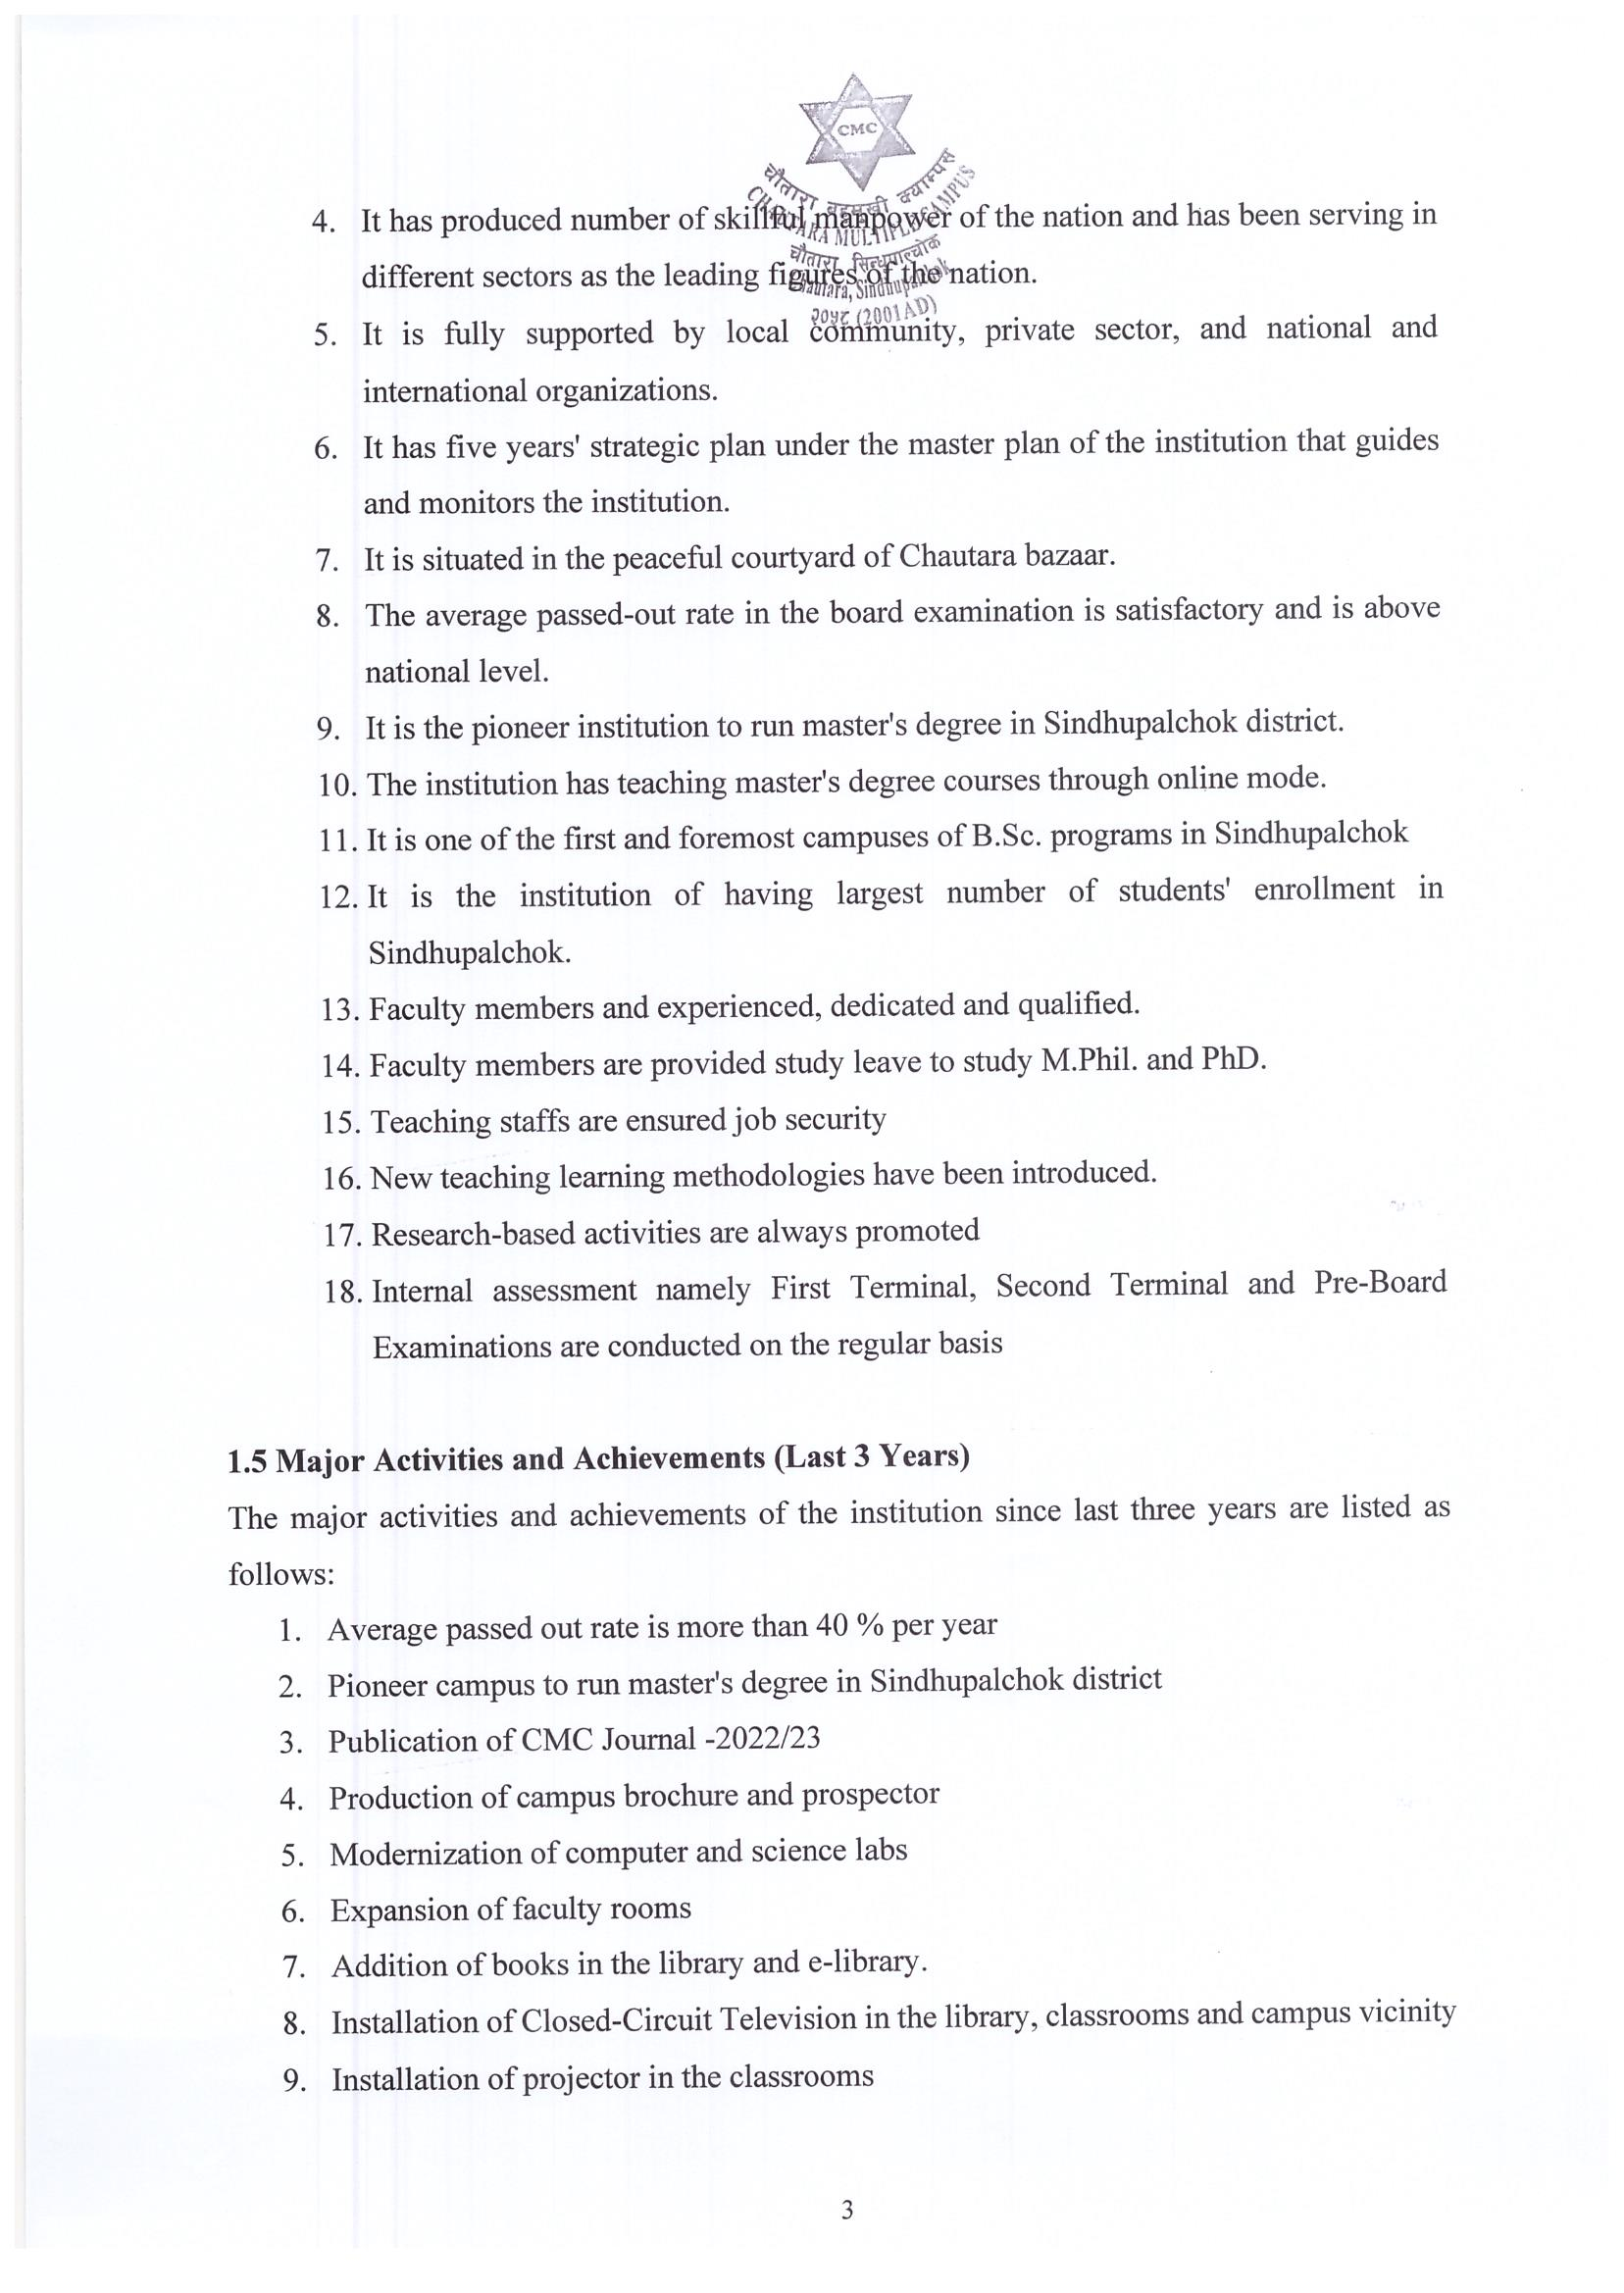 CMC
चौतारा बहुमुखी क्याम्पस
CHAUTARA MULTIPLE CAMPUS
4. It has produced number of skillful manpower of the nation and has been serving in
चौतारा, सिन्धुपाल्चोक
different sectors as the leading figures of the nation.
Chautara, Sindhupalchok
२०५८ (2001AD)
5. It is fully supported by local community, private sector, and national and
international organizations.
6. It has five years' strategic plan under the master plan of the institution that guides
and monitors the institution.
7. It is situated in the peaceful courtyard of Chautara bazaar.
8. The average passed-out rate in the board examination is satisfactory and is above
national level.
9. It is the pioneer institution to run master's degree in Sindhupalchok district.
10. The institution has teaching master's degree courses through online mode.
11. It is one of the first and foremost campuses of B.Sc. programs in Sindhupalchok
12. It is the institution of having largest number of students' enrollment in
Sindhupalchok.
13. Faculty members and experienced, dedicated and qualified.
14. Faculty members are provided study leave to study M.Phil. and PhD.
15. Teaching staffs are ensured job security
16. New teaching learning methodologies have been introduced.
17. Research-based activities are always promoted
18. Internal assessment namely First Terminal, Second Terminal and Pre-Board
Examinations are conducted on the regular basis
1.5 Major Activities and Achievements (Last 3 Years)
The major activities and achievements of the institution since last three years are listed as
follows:
1. Average passed out rate is more than 40 % per year
2. Pioneer campus to run master's degree in Sindhupalchok district
3. Publication of CMC Journal -2022/23
4. Production of campus brochure and prospector
5. Modernization of computer and science labs
6. Expansion of faculty rooms
7. Addition of books in the library and e-library.
8. Installation of Closed-Circuit Television in the library, classrooms and campus vicinity
9. Installation of projector in the classrooms
3